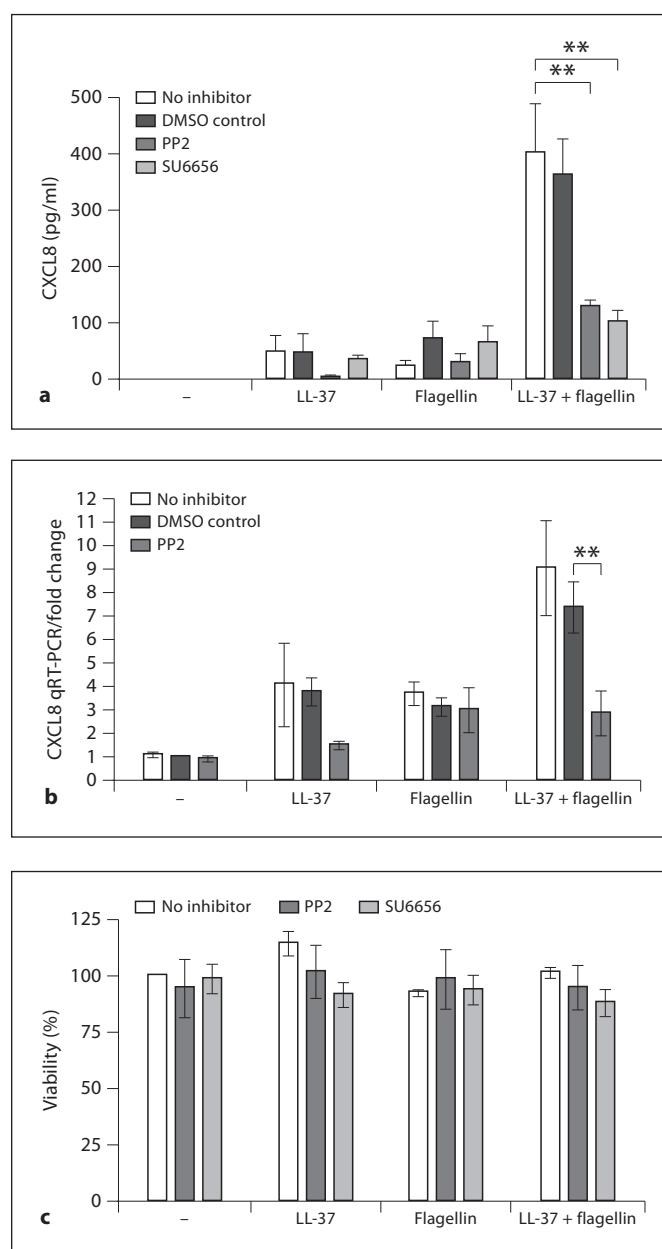 ** **
500
400
300
200
100
0
CXCL8 (pg/ml)
No inhibitor
DMSO control
PP2
SU6656
– LL-37 Flagellin LL-37 + flagellin
a
12
11
10
9
8
7
6
5
4
3
2
1
0
CXCL8 qRT-PCR/fold change
No inhibitor
DMSO control
PP2
**
– LL-37 Flagellin LL-37 + flagellin
b
125
100
75
50
25
0
Viability (%)
No inhibitor PP2 SU6656
– LL-37 Flagellin LL-37 + flagellin
c